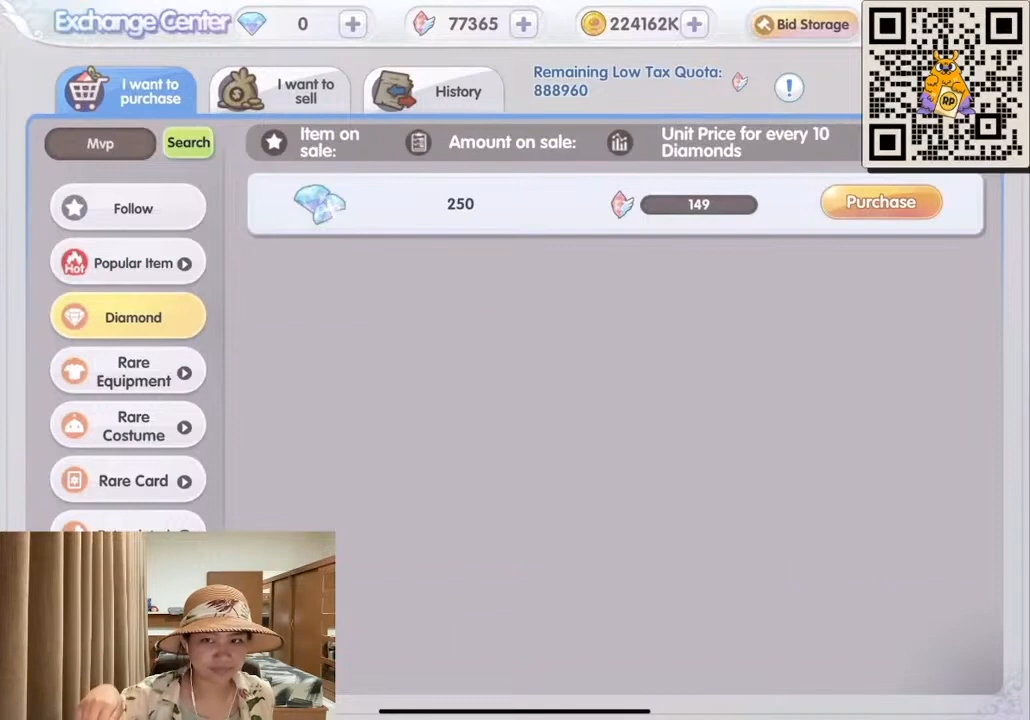 Exchange Center
0
77365
224162K
Bid Storage
I want to
purchase
I want to
sell
History
Remaining Low Tax Quota:
888960
RP
Mvp
Search
Item on
sale:
Amount on sale:
Unit Price for every 10
Diamonds
Follow
250
149
Purchase
Hot
Popular Item
Diamond
Rare
Equipment
Rare
Costume
Rare Card